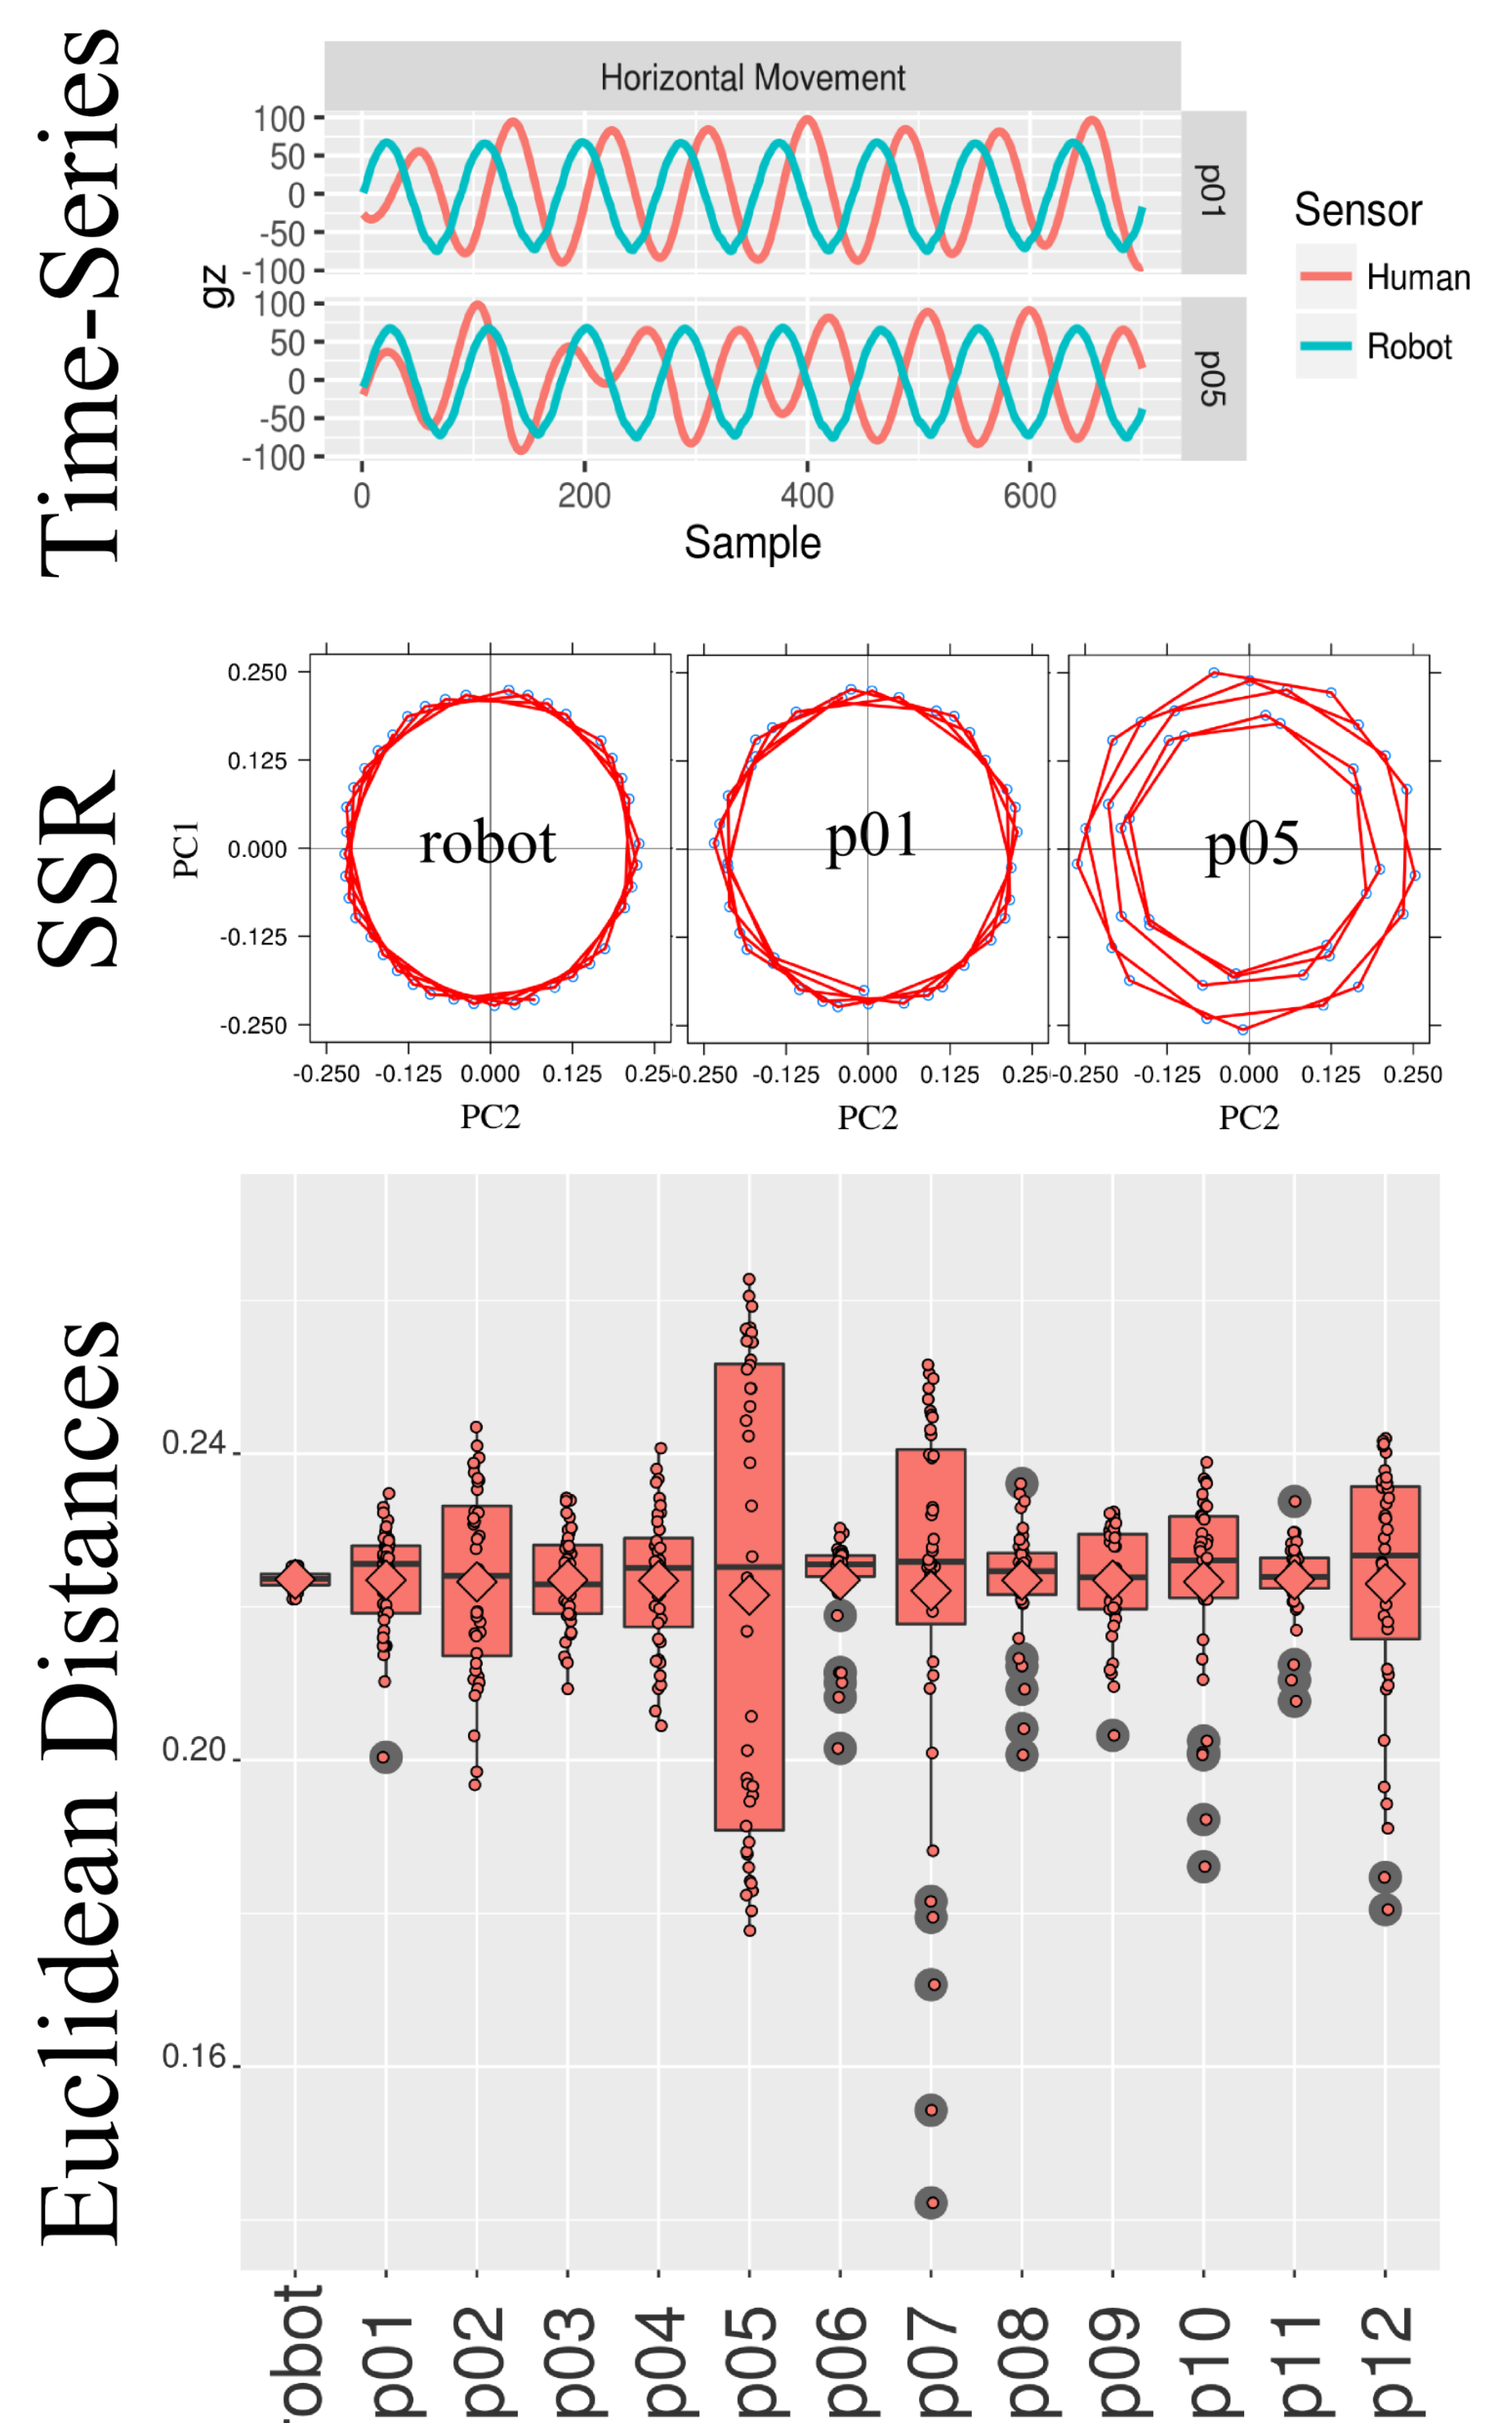 Time-Series
Horizontal Movement
gz
100
50
0
-50
-100
p01
100
50
0
-50
-100
p05
0 200 400 600
Sample
Sensor
Human
Robot
SSR
PC1
0.250
0.125
0.000
-0.125
-0.250
robot
p01
p05
-0.250 -0.125 0.000 0.125 0.25
-0.250 -0.125 0.000 0.125 0.25
-0.250 -0.125 0.000 0.125 0.250
PC2 PC2 PC2
Euclidean Distances
0.24
0.20
0.16
robot p01 p02 p03 p04 p05 p06 p07 p08 p09 p10 p11 p12